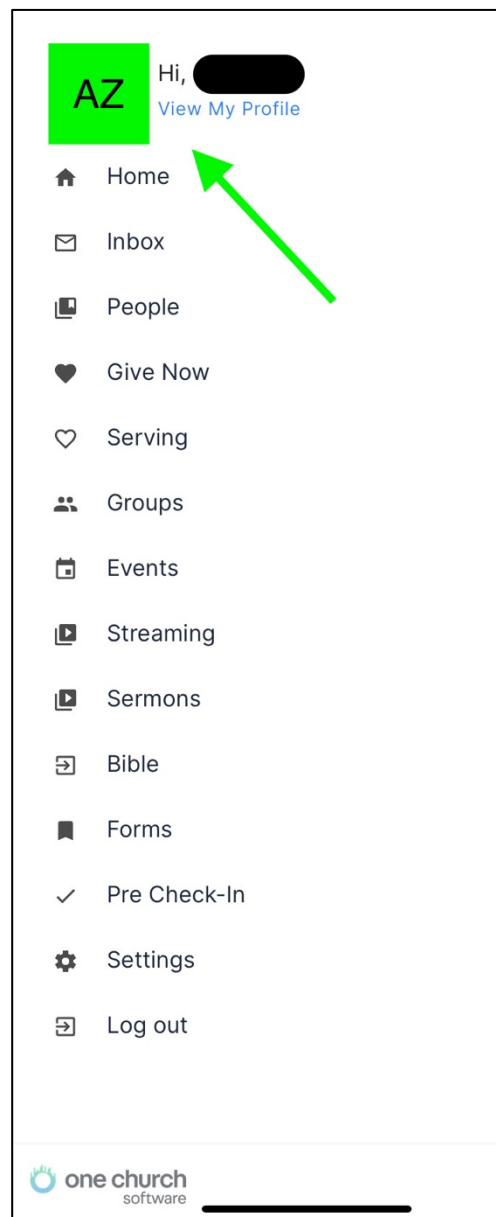 AZ
Hi,
View My Profile
Home
Inbox
People
Give Now
Serving
Groups
Events
Streaming
Sermons
Bible
Forms
Pre Check-In
Settings
Log out
one church
software